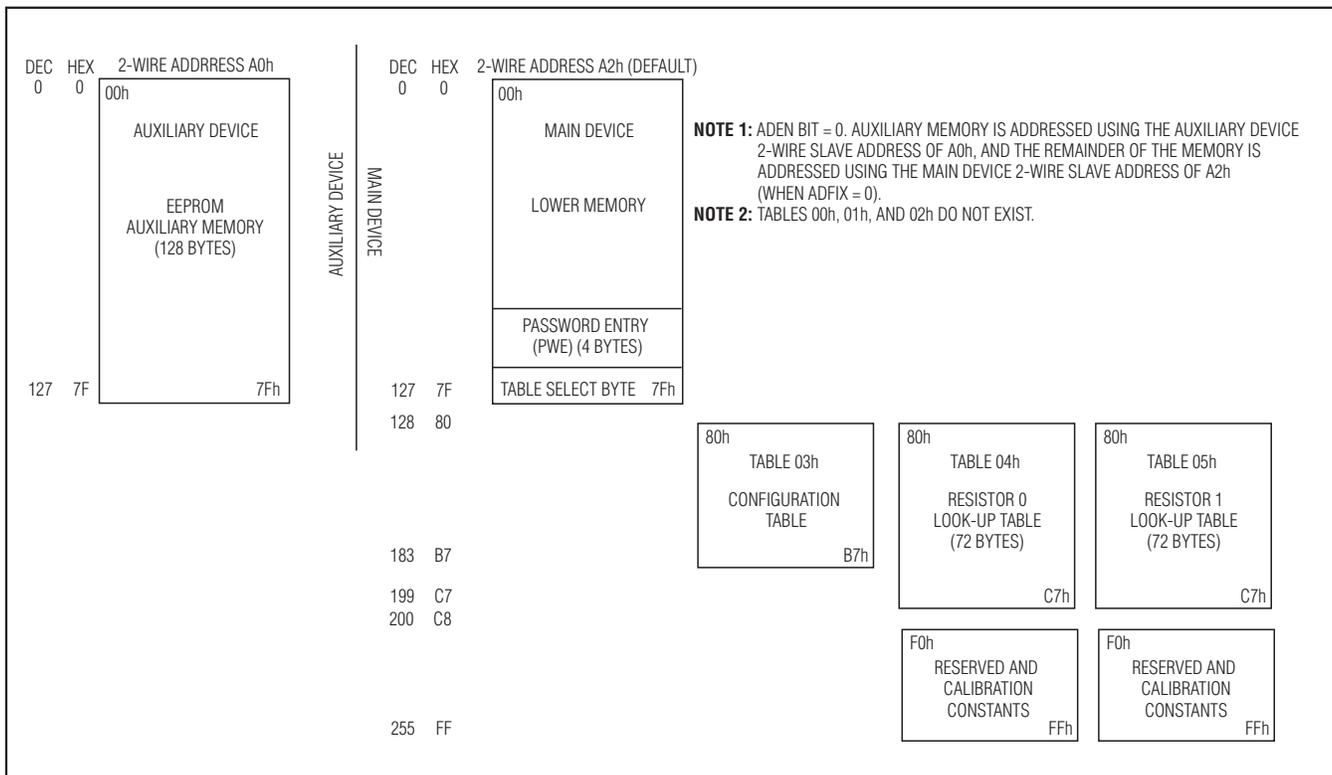 DEC HEX 2-WIRE ADDRRESS A0h
0 0
00h
AUXILIARY DEVICE
EEPROM
AUXILIARY MEMORY
(128 BYTES)
127 7F
7Fh
AUXILIARY DEVICE
MAIN DEVICE
DEC HEX 2-WIRE ADDRESS A2h (DEFAULT)
0 0
00h
MAIN DEVICE
LOWER MEMORY
PASSWORD ENTRY
(PWE) (4 BYTES)
127 7F
TABLE SELECT BYTE 7Fh
128 80
183 B7
199 C7
200 C8
255 FF
NOTE 1: ADEN BIT = 0. AUXILIARY MEMORY IS ADDRESSED USING THE AUXILIARY DEVICE
2-WIRE SLAVE ADDRESS OF A0h, AND THE REMAINDER OF THE MEMORY IS
ADDRESSED USING THE MAIN DEVICE 2-WIRE SLAVE ADDRESS OF A2h
(WHEN ADFIX = 0).
NOTE 2: TABLES 00h, 01h, AND 02h DO NOT EXIST.
80h
TABLE 03h
CONFIGURATION
TABLE
B7h
80h
TABLE 04h
RESISTOR 0
LOOK-UP TABLE
(72 BYTES)
C7h
80h
TABLE 05h
RESISTOR 1
LOOK-UP TABLE
(72 BYTES)
C7h
F0h
RESERVED AND
CALIBRATION
CONSTANTS
FFh
F0h
RESERVED AND
CALIBRATION
CONSTANTS
FFh